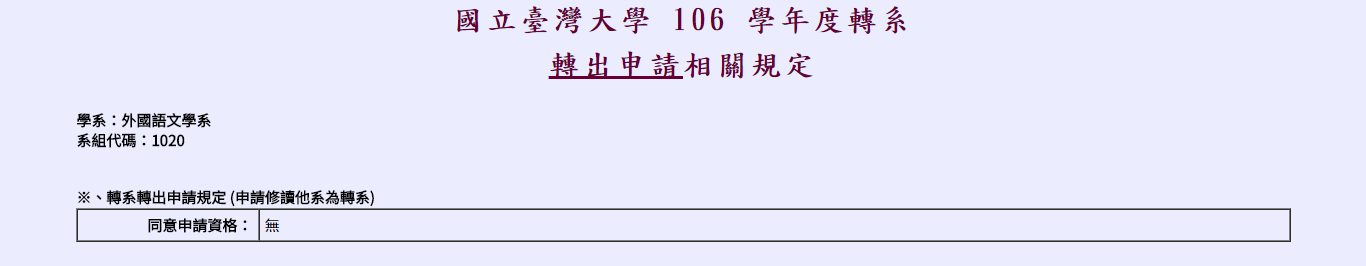 國立臺灣大學 106 學年度轉系
轉出申請相關規定
學系：外國語文學系
系組代碼：1020
※、轉系轉出申請規定 (申請修讀他系為轉系)
同意申請資格： 無